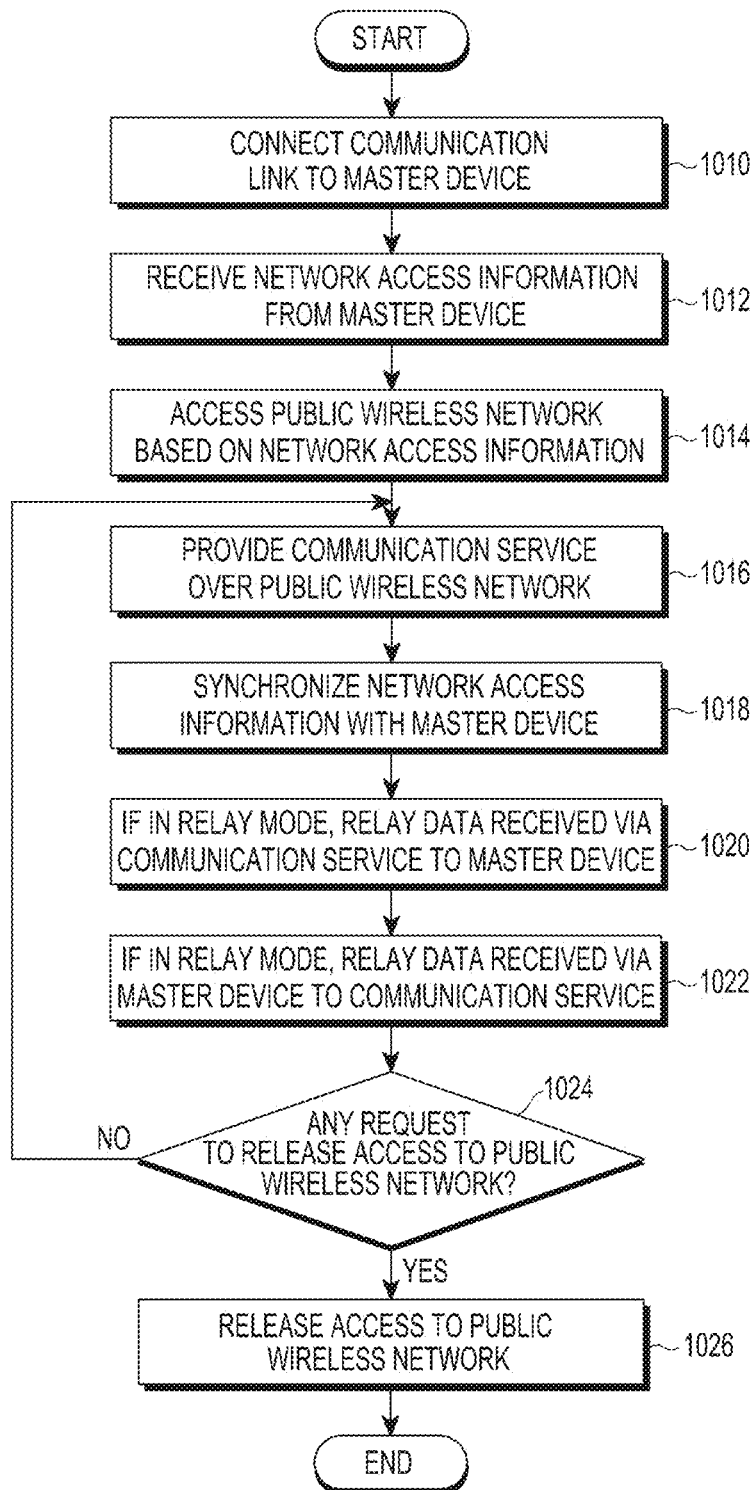 START
CONNECT COMMUNICATION
LINK TO MASTER DEVICE
1010
RECEIVE NETWORK ACCESS INFORMATION
FROM MASTER DEVICE
1012
ACCESS PUBLIC WIRELESS NETWORK
BASED ON NETWORK ACCESS INFORMATION
1014
PROVIDE COMMUNICATION SERVICE
OVER PUBLIC WIRELESS NETWORK
1016
SYNCHRONIZE NETWORK ACCESS
INFORMATION WITH MASTER DEVICE
1018
IF IN RELAY MODE, RELAY DATA RECEIVED VIA
COMMUNICATION SERVICE TO MASTER DEVICE
1020
IF IN RELAY MODE, RELAY DATA RECEIVED VIA
MASTER DEVICE TO COMMUNICATION SERVICE
1022
1024
ANY REQUEST
TO RELEASE ACCESS TO PUBLIC
WIRELESS NETWORK?
NO
YES
RELEASE ACCESS TO PUBLIC
WIRELESS NETWORK
1026
END